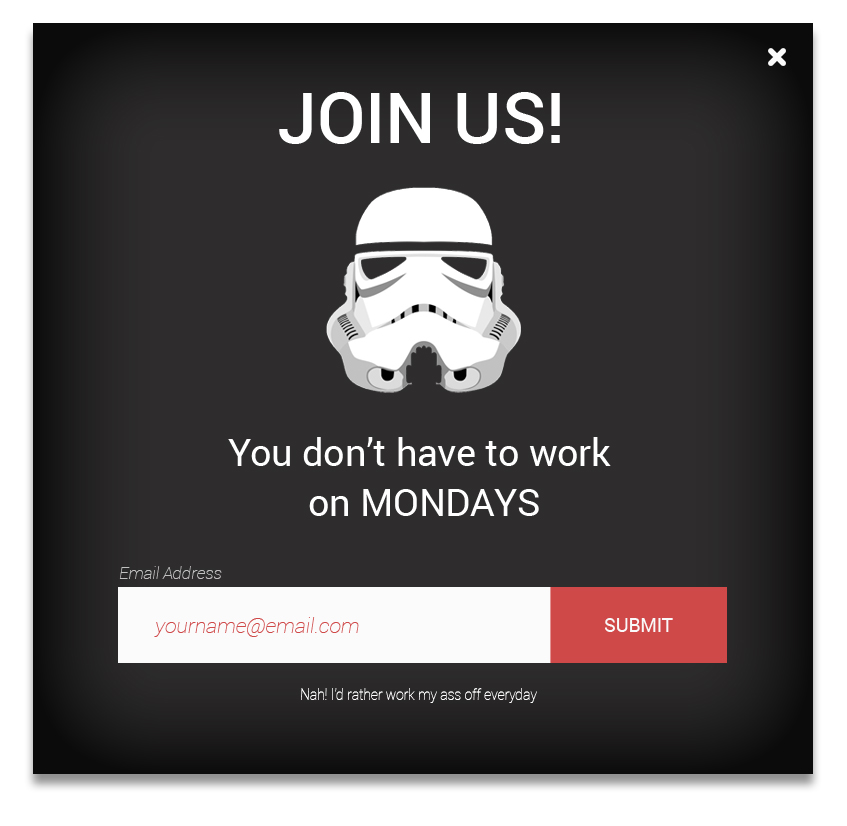 JOIN US!
You don’t have to work
on MONDAYS
Email Address
yourname@email.com
SUBMIT
Nah! I’d rather work my ass off everyday